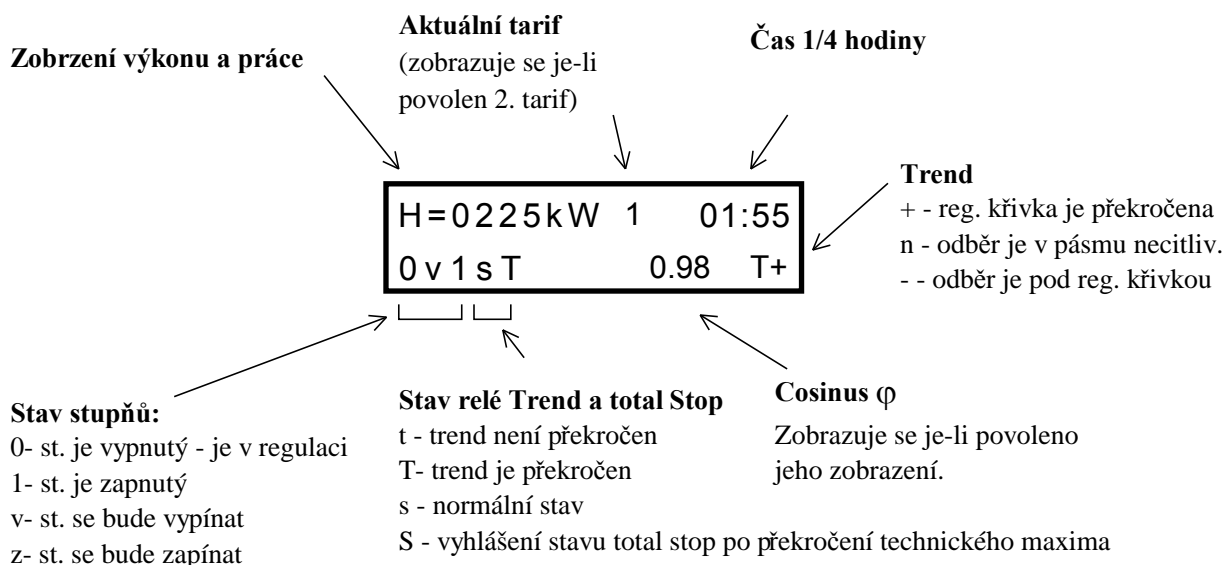 Zobrzení výkonu a práce
Aktuální tarif
(zobrazuje se je-li
povolen 2. tarif)
Čas 1/4 hodiny
H=0225kW 1 01:55
0v1sT 0.98 T+
Trend
+ - reg. křivka je překročena
n - odběr je v pásmu necitliv.
- - odběr je pod reg. křivkou
Stav stupňů:
0- st. je vypnutý - je v regulaci
1- st. je zapnutý
v- st. se bude vypínat
z- st. se bude zapínat
Stav relé Trend a total Stop
t - trend není překročen
T- trend je překročen
s - normální stav
S - vyhlášení stavu total stop po překročení technického maxima
Cosinus φ
Zobrazuje se je-li povoleno
jeho zobrazení.